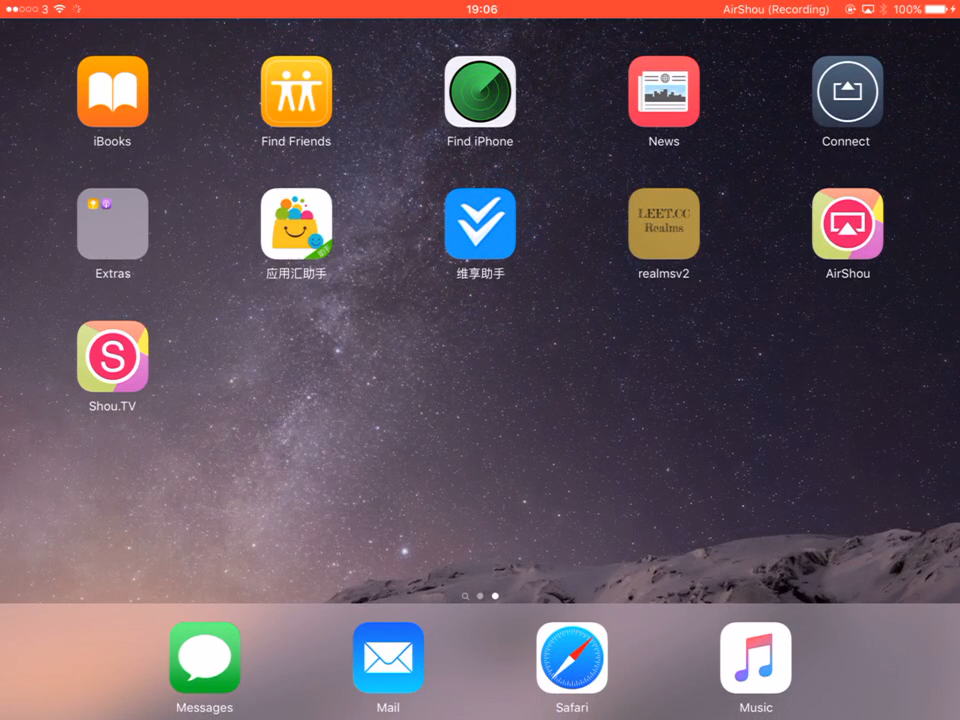 3
19:06
AirShou (Recording)
100%
iBooks
Find Friends
Find iPhone
News
Connect
LEET.CC
Realms
Extras
应用汇助手
维享助手
realmsv2
AirShou
S
Shou.TV
Messages
Mail
Safari
Music